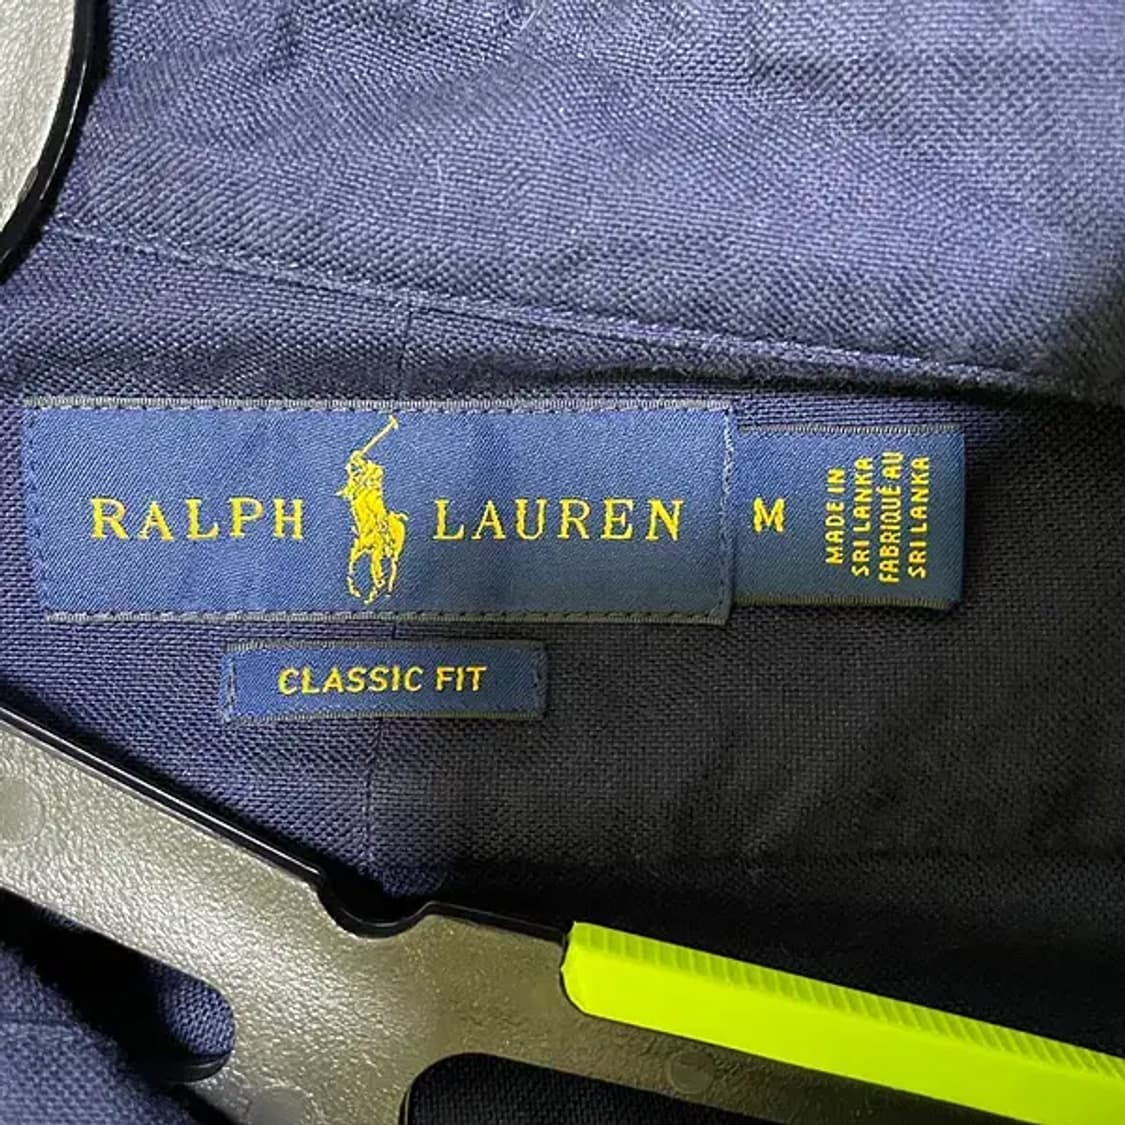 RALPH LAUREN
M
MADE IN
SRI LANKA
FABRIQUÉ AU
SRI LANKA
CLASSIC FIT